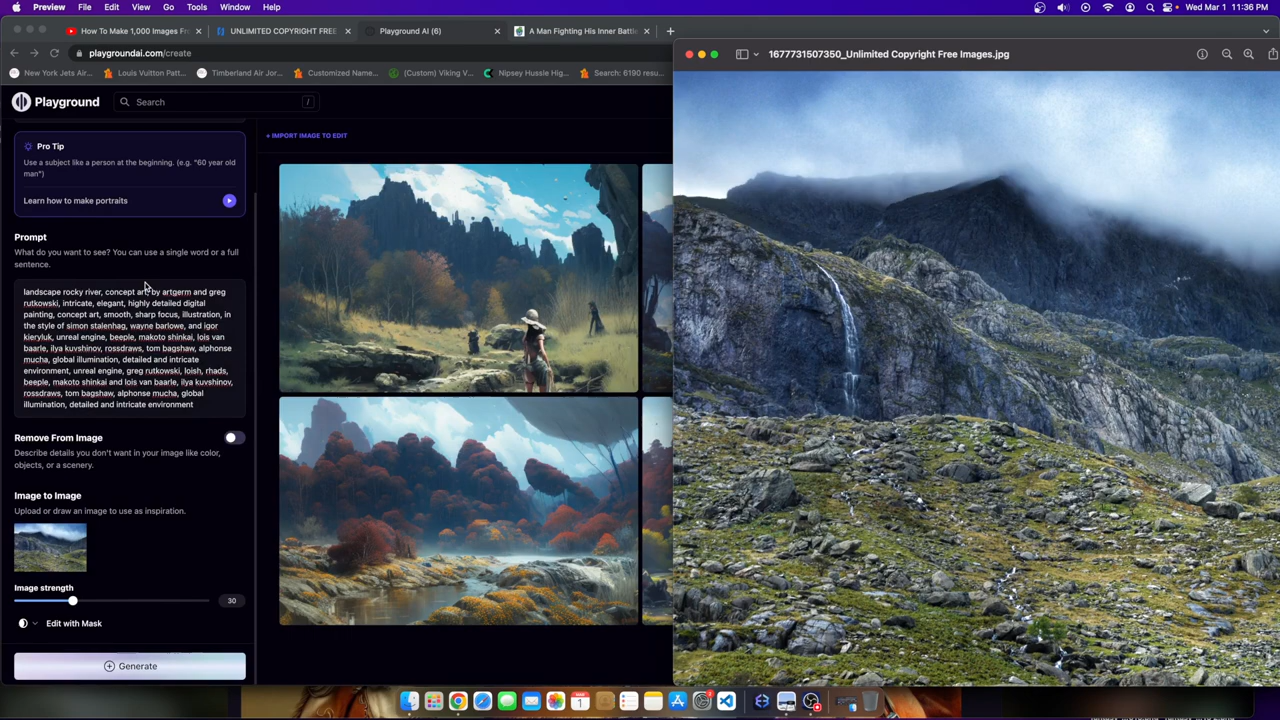 Preview File Edit View Go Tools Window Help
Wed Mar 1 11:36 PM
How To Make 1,000 Images Fr
UNLIMITED COPYRIGHT FREE
Playground AI (6)
A Man Fighting His Inner Battl
playgroundai.com/create
New York Jets Air...
Louis Vuitton Patt...
Timberland Air Jor...
Customized Name...
(Custom) Viking V...
Nipsey Hussle Hig...
Search: 6190 resu...
1677731507350_Unlimited Copyright Free Images.jpg
Playground
Search
/
+ IMPORT IMAGE TO EDIT
Pro Tip
Use a subject like a person at the beginning. (e.g. "60 year old
man")
Learn how to make portraits
Prompt
What do you want to see? You can use a single word or a full
sentence.
landscape rocky river, concept art by artgerm and greg
rutkowski, intricate, elegant, highly detailed digital
painting, concept art, smooth, sharp focus, illustration, in
the style of simon stalenhag, wayne barlowe, and igor
kieryluk, unreal engine, beeple, makoto shinkai, lois van
baarle, ilya kuvshinov, rossdraws, tom bagshaw, alphonse
mucha, global illumination, detailed and intricate
environment, unreal engine, greg rutkowski, loish, rhads,
beeple, makoto shinkai and lois van baarle, ilya kuvshinov,
rossdraws, tom bagshaw, alphonse mucha, global
illumination, detailed and intricate environment
Remove From Image
Describe details you don't want in your image like color,
objects, or a scenery.
Image to Image
Upload or draw an image to use as inspiration.
Image strength
30
Edit with Mask
Generate